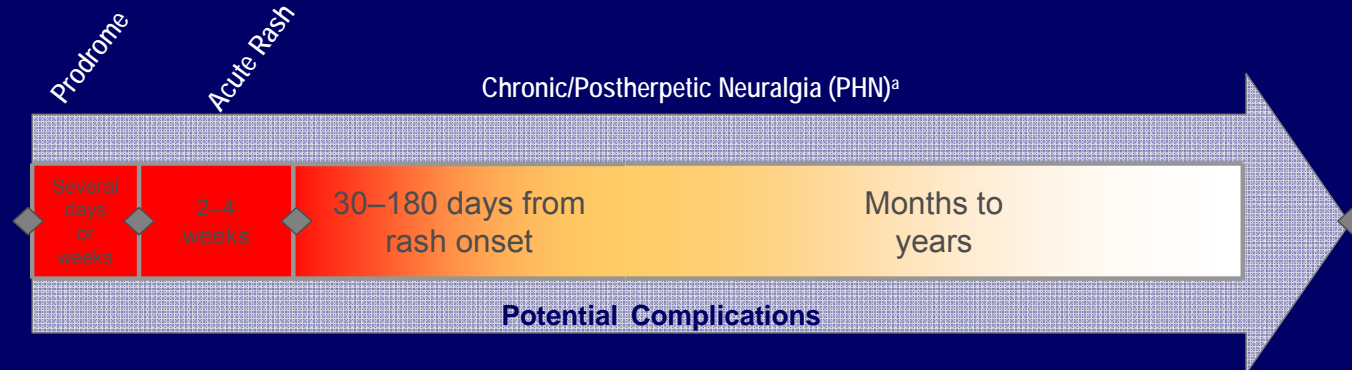 Prodrome
Acute Rash
Chronic/Postherpetic Neuralgia (PHN)ᵃ
Several
days
or
weeks
2–4
weeks
30–180 days from
rash onset
Months to
years
Potential Complications